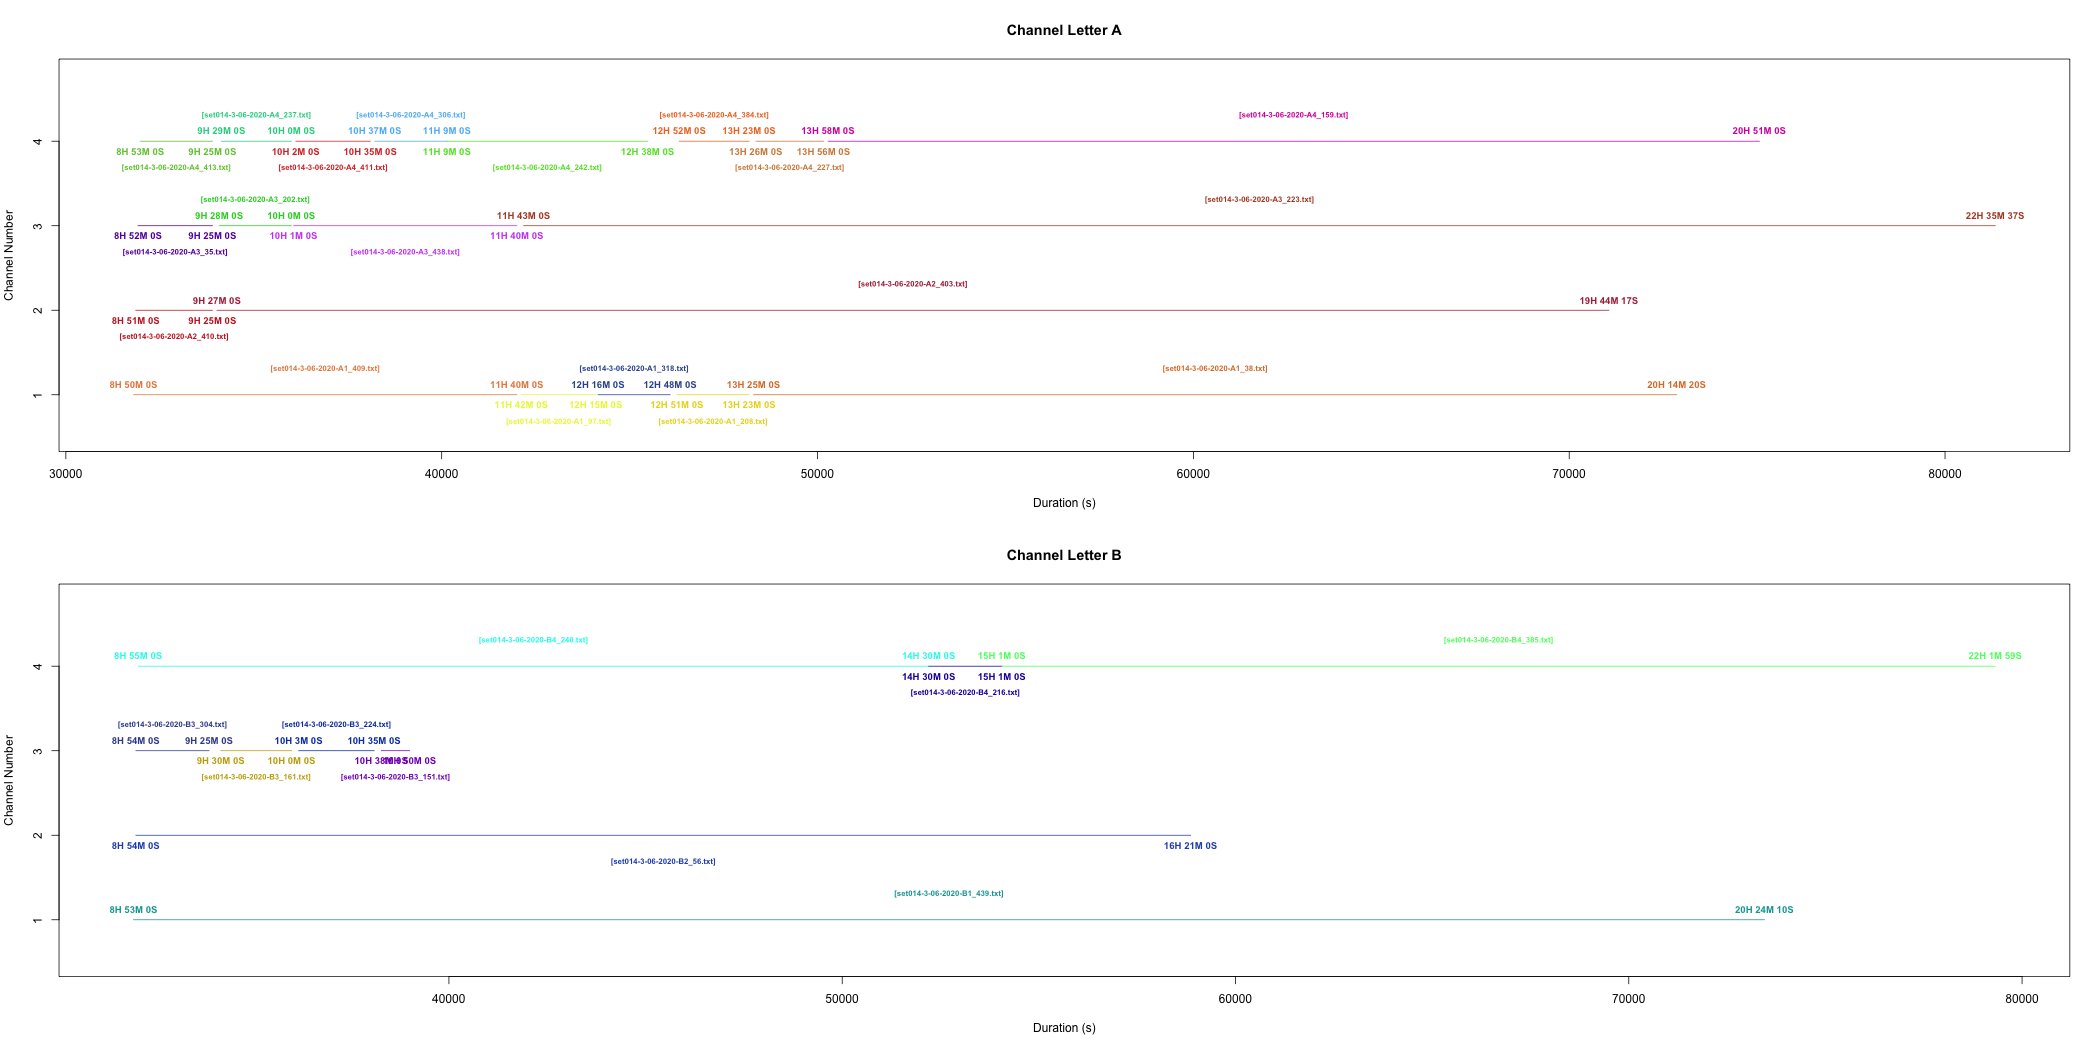 Channel Letter A
[set014-3-06-2020-A4_237.txt] [set014-3-06-2020-A4_306.txt] [set014-3-06-2020-A4_384.txt] [set014-3-06-2020-A4_159.txt]
9H 29M 0S 10H 0M 0S 10H 37M 0S 11H 9M 0S 12H 52M 0S 13H 23M 0S 13H 58M 0S 20H 51M 0S
4
8H 53M 0S 9H 25M 0S 10H 2M 0S 10H 35M 0S 11H 9M 0S 12H 38M 0S 13H 26M 0S 13H 56M 0S
[set014-3-06-2020-A4_413.txt] [set014-3-06-2020-A4_411.txt] [set014-3-06-2020-A4_242.txt] [set014-3-06-2020-A4_227.txt]
[set014-3-06-2020-A3_202.txt] [set014-3-06-2020-A3_223.txt]
9H 28M 0S 10H 0M 0S 11H 43M 0S 22H 35M 37S
3
8H 52M 0S 9H 25M 0S 10H 1M 0S 11H 40M 0S
[set014-3-06-2020-A3_35.txt] [set014-3-06-2020-A3_438.txt]
Channel Number
[set014-3-06-2020-A2_403.txt]
9H 27M 0S 19H 44M 17S
2
8H 51M 0S 9H 25M 0S
[set014-3-06-2020-A2_410.txt]
[set014-3-06-2020-A1_409.txt] [set014-3-06-2020-A1_318.txt] [set014-3-06-2020-A1_38.txt]
8H 50M 0S 11H 40M 0S 12H 16M 0S 12H 48M 0S 13H 25M 0S 20H 14M 20S
1
11H 42M 0S 12H 15M 0S 12H 51M 0S 13H 23M 0S
[set014-3-06-2020-A1_97.txt] [set014-3-06-2020-A1_208.txt]
30000 40000 50000 60000 70000 80000
Duration (s)
Channel Letter B
[set014-3-06-2020-B4_240.txt] [set014-3-06-2020-B4_385.txt]
8H 55M 0S 14H 30M 0S 15H 1M 0S 22H 1M 59S
4
14H 30M 0S 15H 1M 0S
[set014-3-06-2020-B4_216.txt]
[set014-3-06-2020-B3_304.txt] [set014-3-06-2020-B3_224.txt]
8H 54M 0S 9H 25M 0S 10H 3M 0S 10H 35M 0S
3
9H 30M 0S 10H 0M 0S 10H 38M 0S 10H 50M 0S
[set014-3-06-2020-B3_161.txt] [set014-3-06-2020-B3_151.txt]
Channel Number
2
8H 54M 0S 16H 21M 0S
[set014-3-06-2020-B2_56.txt]
[set014-3-06-2020-B1_439.txt]
8H 53M 0S 20H 24M 10S
1
40000 50000 60000 70000 80000
Duration (s)